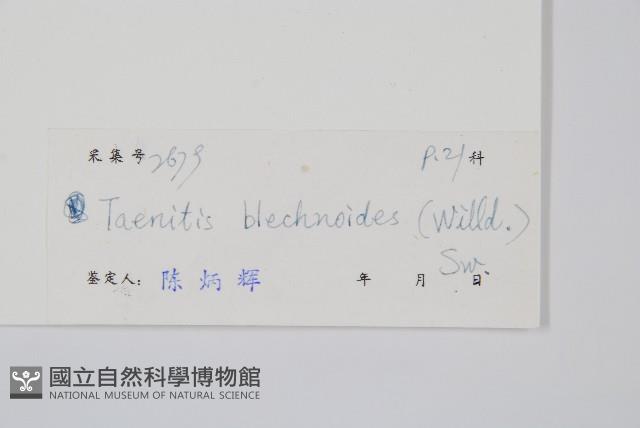 采集号 2679 P.21 科
Taenitis blechnoides (Willd.)
Sw.
鉴定人： 陈炳辉 年 月 日
國立自然科學博物館
NATIONAL MUSEUM OF NATURAL SCIENCE